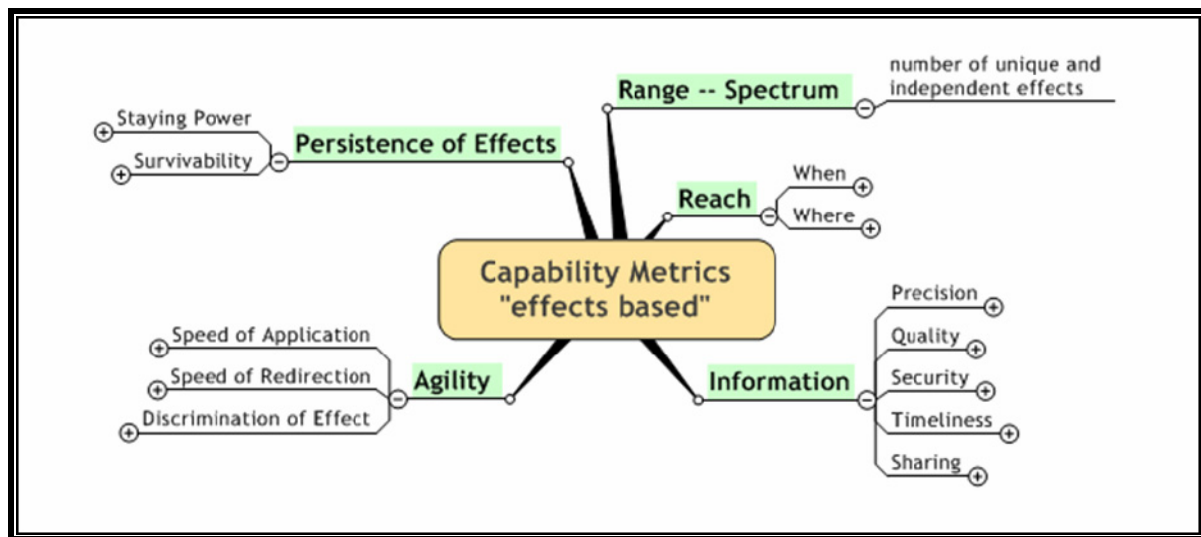 Capability Metrics
"effects based"
Range -- Spectrum
number of unique and
independent effects
Reach
When
Where
Information
Precision
Quality
Security
Timeliness
Sharing
Persistence of Effects
Staying Power
Survivability
Agility
Speed of Application
Speed of Redirection
Discrimination of Effect